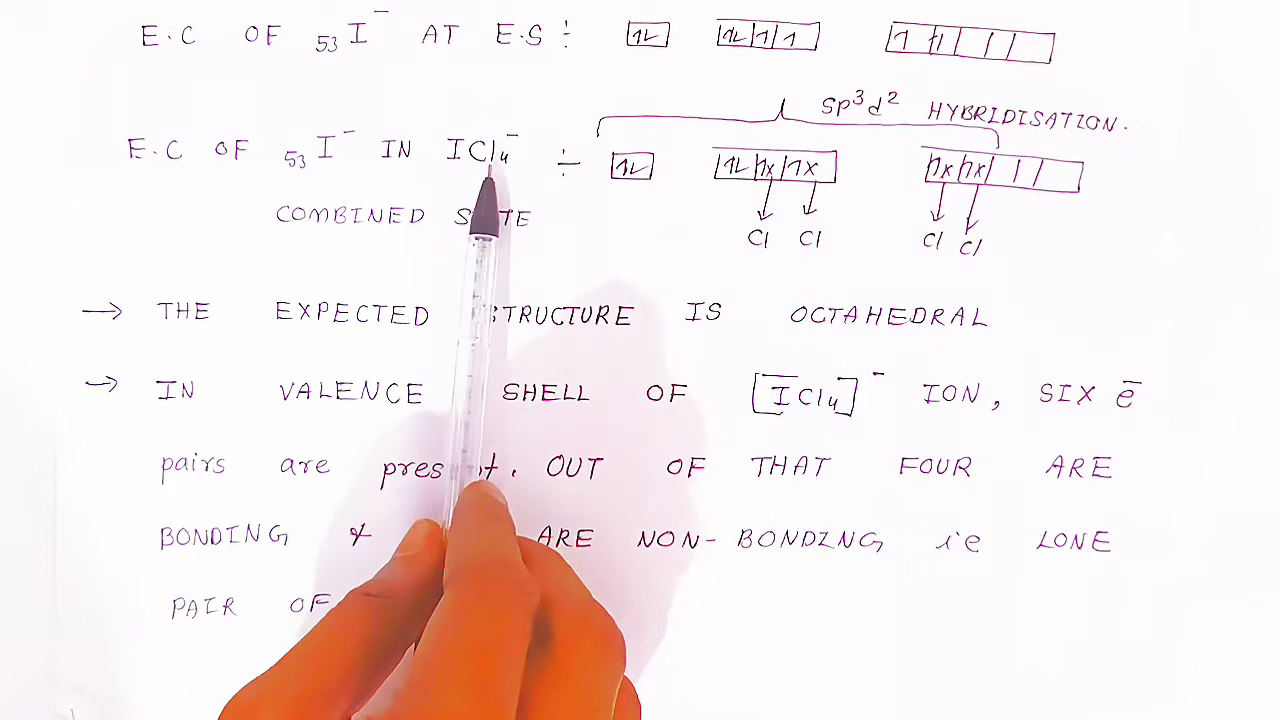 E.C OF 53I⁻ AT E.S ÷
sp³d² HYBRIDISATION.
E.C OF 53I⁻ IN ICl4⁻ ÷
COMBINED
Cl Cl Cl Cl
→ THE EXPECTED STRUCTURE IS OCTAHEDRAL
→ IN VALENCE SHELL OF [ICl4]⁻ ION, SIX e⁻
pairs are OUT OF THAT FOUR ARE
BONDING & ARE NON-BONDING i'e LONE
PAIR OF